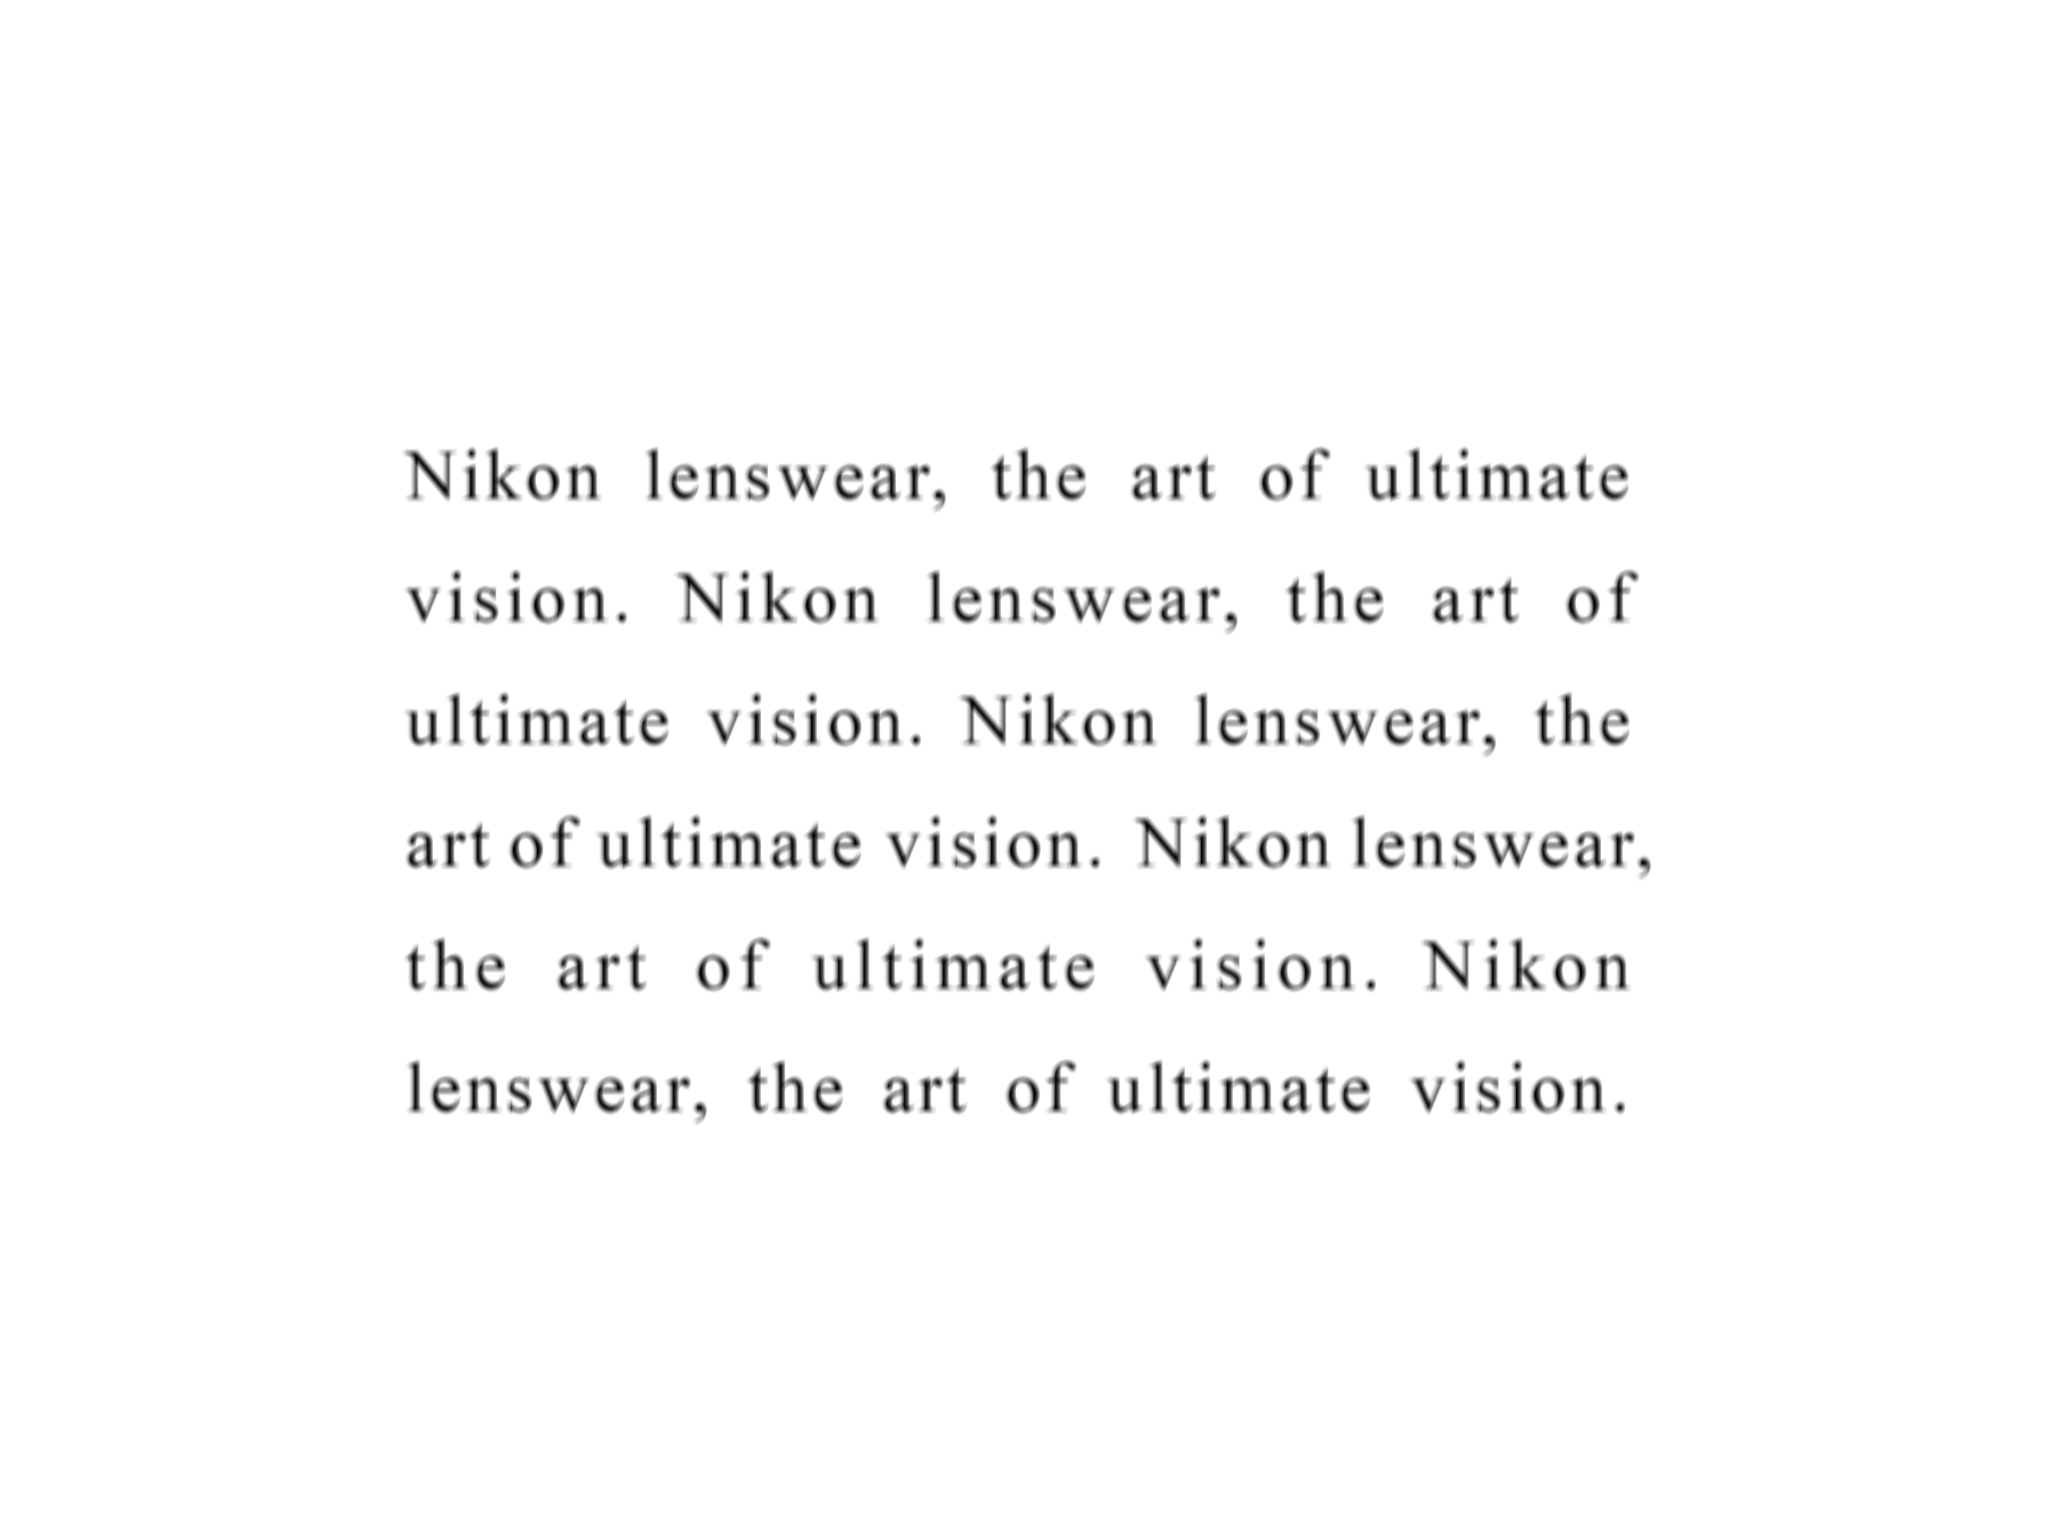 Nikon lenswear, the art of ultimate
vision. Nikon lenswear, the art of
ultimate vision. Nikon lenswear, the
art of ultimate vision. Nikon lenswear,
the art of ultimate vision. Nikon
lenswear, the art of ultimate vision.